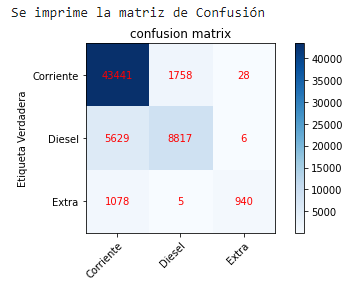 Se imprime la matriz de Confusión
confusion matrix
Corriente 43441 1758 28
Diesel 5629 8817 6
Extra 1078 5 940
Etiqueta Verdadera
Corriente
Diesel
Extra
40000
35000
30000
25000
20000
15000
10000
5000